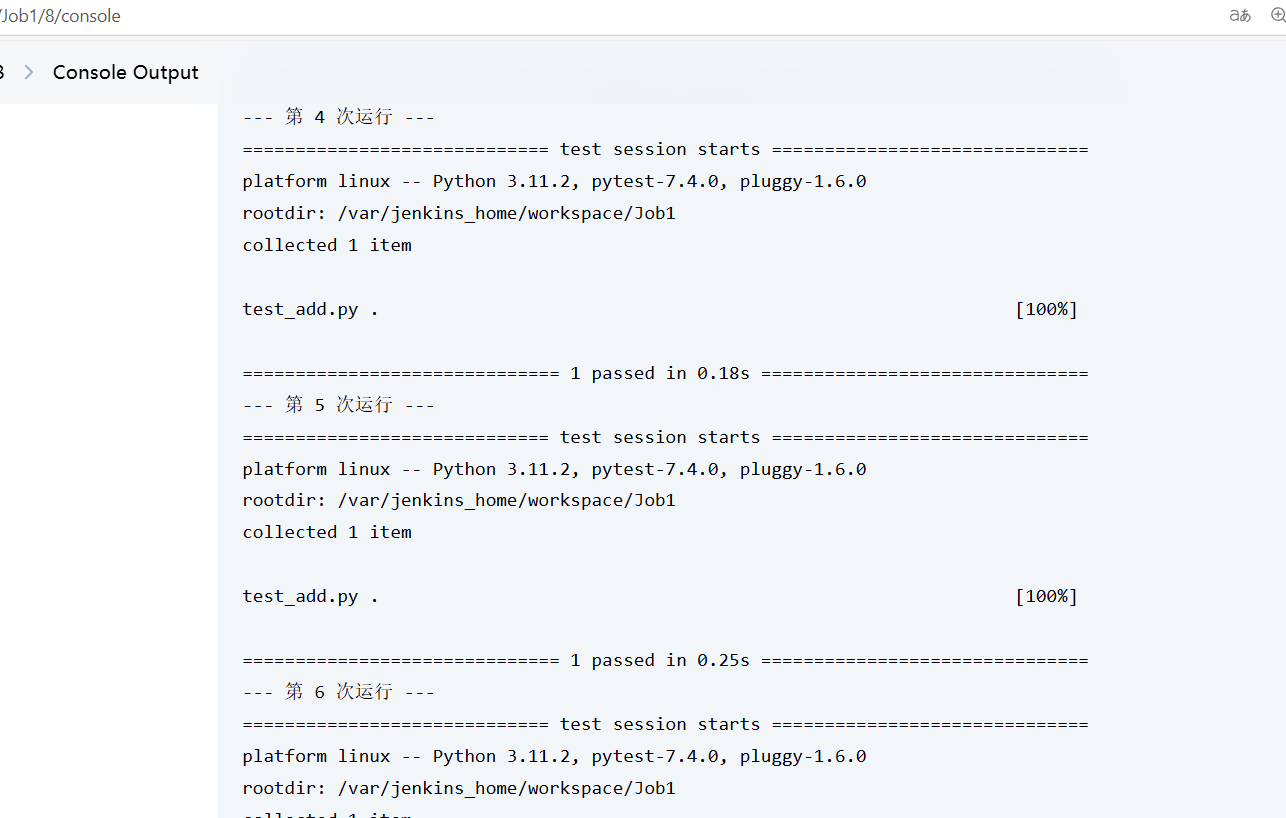 /Job1/8/console
aあ
8 > Console Output
--- 第 4 次运行 ---
============================= test session starts ==============================
platform linux -- Python 3.11.2, pytest-7.4.0, pluggy-1.6.0
rootdir: /var/jenkins_home/workspace/Job1
collected 1 item
test_add.py . [100%]
============================== 1 passed in 0.18s ===============================
--- 第 5 次运行 ---
============================= test session starts ==============================
platform linux -- Python 3.11.2, pytest-7.4.0, pluggy-1.6.0
rootdir: /var/jenkins_home/workspace/Job1
collected 1 item
test_add.py . [100%]
============================== 1 passed in 0.25s ===============================
--- 第 6 次运行 ---
============================= test session starts ==============================
platform linux -- Python 3.11.2, pytest-7.4.0, pluggy-1.6.0
rootdir: /var/jenkins_home/workspace/Job1
collected 1 item